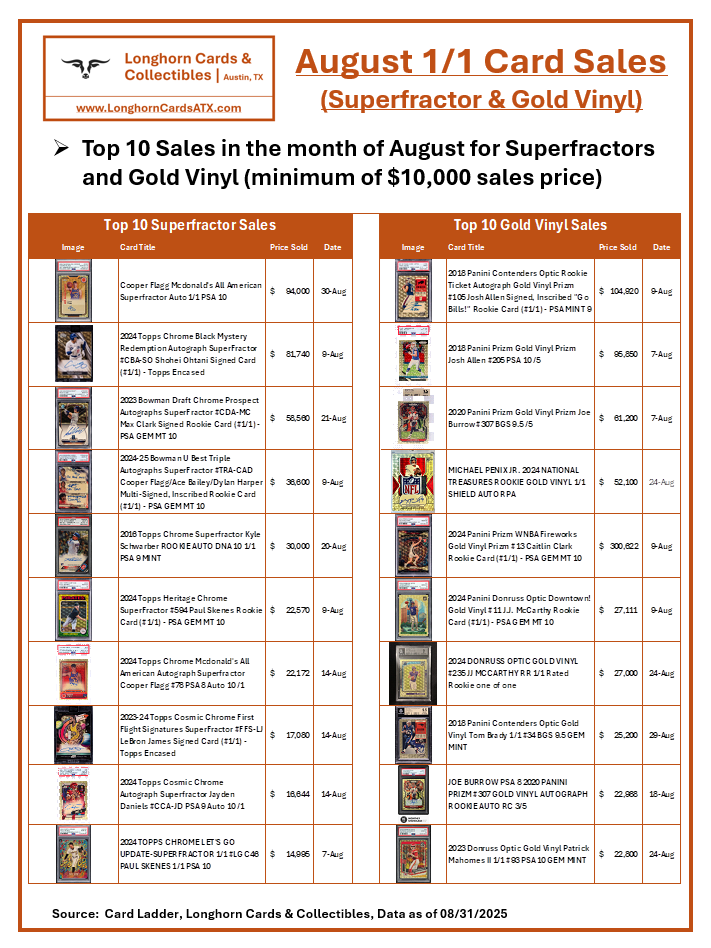 Longhorn Cards &
Collectibles | Austin, TX
www.LonghornCardsATX.com
August 1/1 Card Sales
(Superfractor & Gold Vinyl)
➢ Top 10 Sales in the month of August for Superfractors
and Gold Vinyl (minimum of $10,000 sales price)
Top 10 Superfractor Sales
Image Card Title Price Sold Date
Cooper Flagg Mcdonald's All American
Superfractor Auto 1/1 PSA 10
$ 94,000 30-Aug
2024 Topps Chrome Black Mystery
Redemption Autograph SuperFractor
#CBA-SO Shohei Ohtani Signed Card
(#1/1) - Topps Encased
$ 81,740 9-Aug
2023 Bowman Draft Chrome Prospect
Autographs SuperFractor #CDA-MC
Max Clark Signed Rookie Card (#1/1) -
PSA GEM MT 10
$ 58,560 21-Aug
2024-25 Bowman U Best Triple
Autographs SuperFractor #TRA-CAD
Cooper Flagg/Ace Bailey/Dylan Harper
Multi-Signed, Inscribed Rookie Card
(#1/1) - PSA GEM MT 10
$ 36,600 9-Aug
2016 Topps Chrome Superfractor Kyle
Schwarber ROOKIE AUTO DNA 10 1/1
PSA 9 MINT
$ 30,000 20-Aug
2024 Topps Heritage Chrome
SuperFractor #594 Paul Skenes Rookie
Card (#1/1) - PSA GEM MT 10
$ 22,570 9-Aug
2024 Topps Chrome Mcdonald's All
American Autograph Superfractor
Cooper Flagg #78 PSA 8 Auto 10 /1
$ 22,172 14-Aug
2023-24 Topps Cosmic Chrome First
Flight Signatures SuperFractor #FFS-LJ
LeBron James Signed Card (#1/1) -
Topps Encased
$ 17,080 14-Aug
2024 Topps Cosmic Chrome
Autograph Superfractor Jayden
Daniels #CCA-JD PSA 9 Auto 10 /1
$ 16,644 14-Aug
2024 TOPPS CHROME LET'S GO
UPDATE-SUPERFRACTOR 1/1 #LGC46
PAUL SKENES 1/1 PSA 10
$ 14,995 7-Aug
Top 10 Gold Vinyl Sales
Image Card Title Price Sold Date
2018 Panini Contenders Optic Rookie
Ticket Autograph Gold Vinyl Prizm
#105 Josh Allen Signed, Inscribed "Go
Bills!" Rookie Card (#1/1) - PSA MINT 9
$ 104,920 9-Aug
2018 Panini Prizm Gold Vinyl Prizm
Josh Allen #205 PSA 10 /5
$ 95,850 7-Aug
2020 Panini Prizm Gold Vinyl Prizm Joe
Burrow #307 BGS 9.5 /5
$ 61,200 7-Aug
MICHAEL PENIX JR. 2024 NATIONAL
TREASURES ROOKIE GOLD VINYL 1/1
SHIELD AUTO RPA
$ 52,100 24-Aug
2024 Panini Prizm WNBA Fireworks
Gold Vinyl Prizm #13 Caitlin Clark
Rookie Card (#1/1) - PSA GEM MT 10
$ 300,622 9-Aug
2024 Panini Donruss Optic Downtown!
Gold Vinyl #11 J.J. McCarthy Rookie
Card (#1/1) - PSA GEM MT 10
$ 27,111 9-Aug
2024 DONRUSS OPTIC GOLD VINYL
#235 JJ MCCARTHY RR 1/1 Rated
Rookie one of one
$ 27,000 24-Aug
2018 Panini Contenders Optic Gold
Vinyl Tom Brady 1/1 #34 BGS 9.5 GEM
MINT
$ 25,200 29-Aug
JOE BURROW PSA 8 2020 PANINI
PRIZM #307 GOLD VINYL AUTOGRAPH
ROOKIE AUTO RC 3/5
$ 22,988 18-Aug
2023 Donruss Optic Gold Vinyl Patrick
Mahomes II 1/1 #93 PSA 10 GEM MINT
$ 22,800 24-Aug
Source: Card Ladder, Longhorn Cards & Collectibles, Data as of 08/31/2025